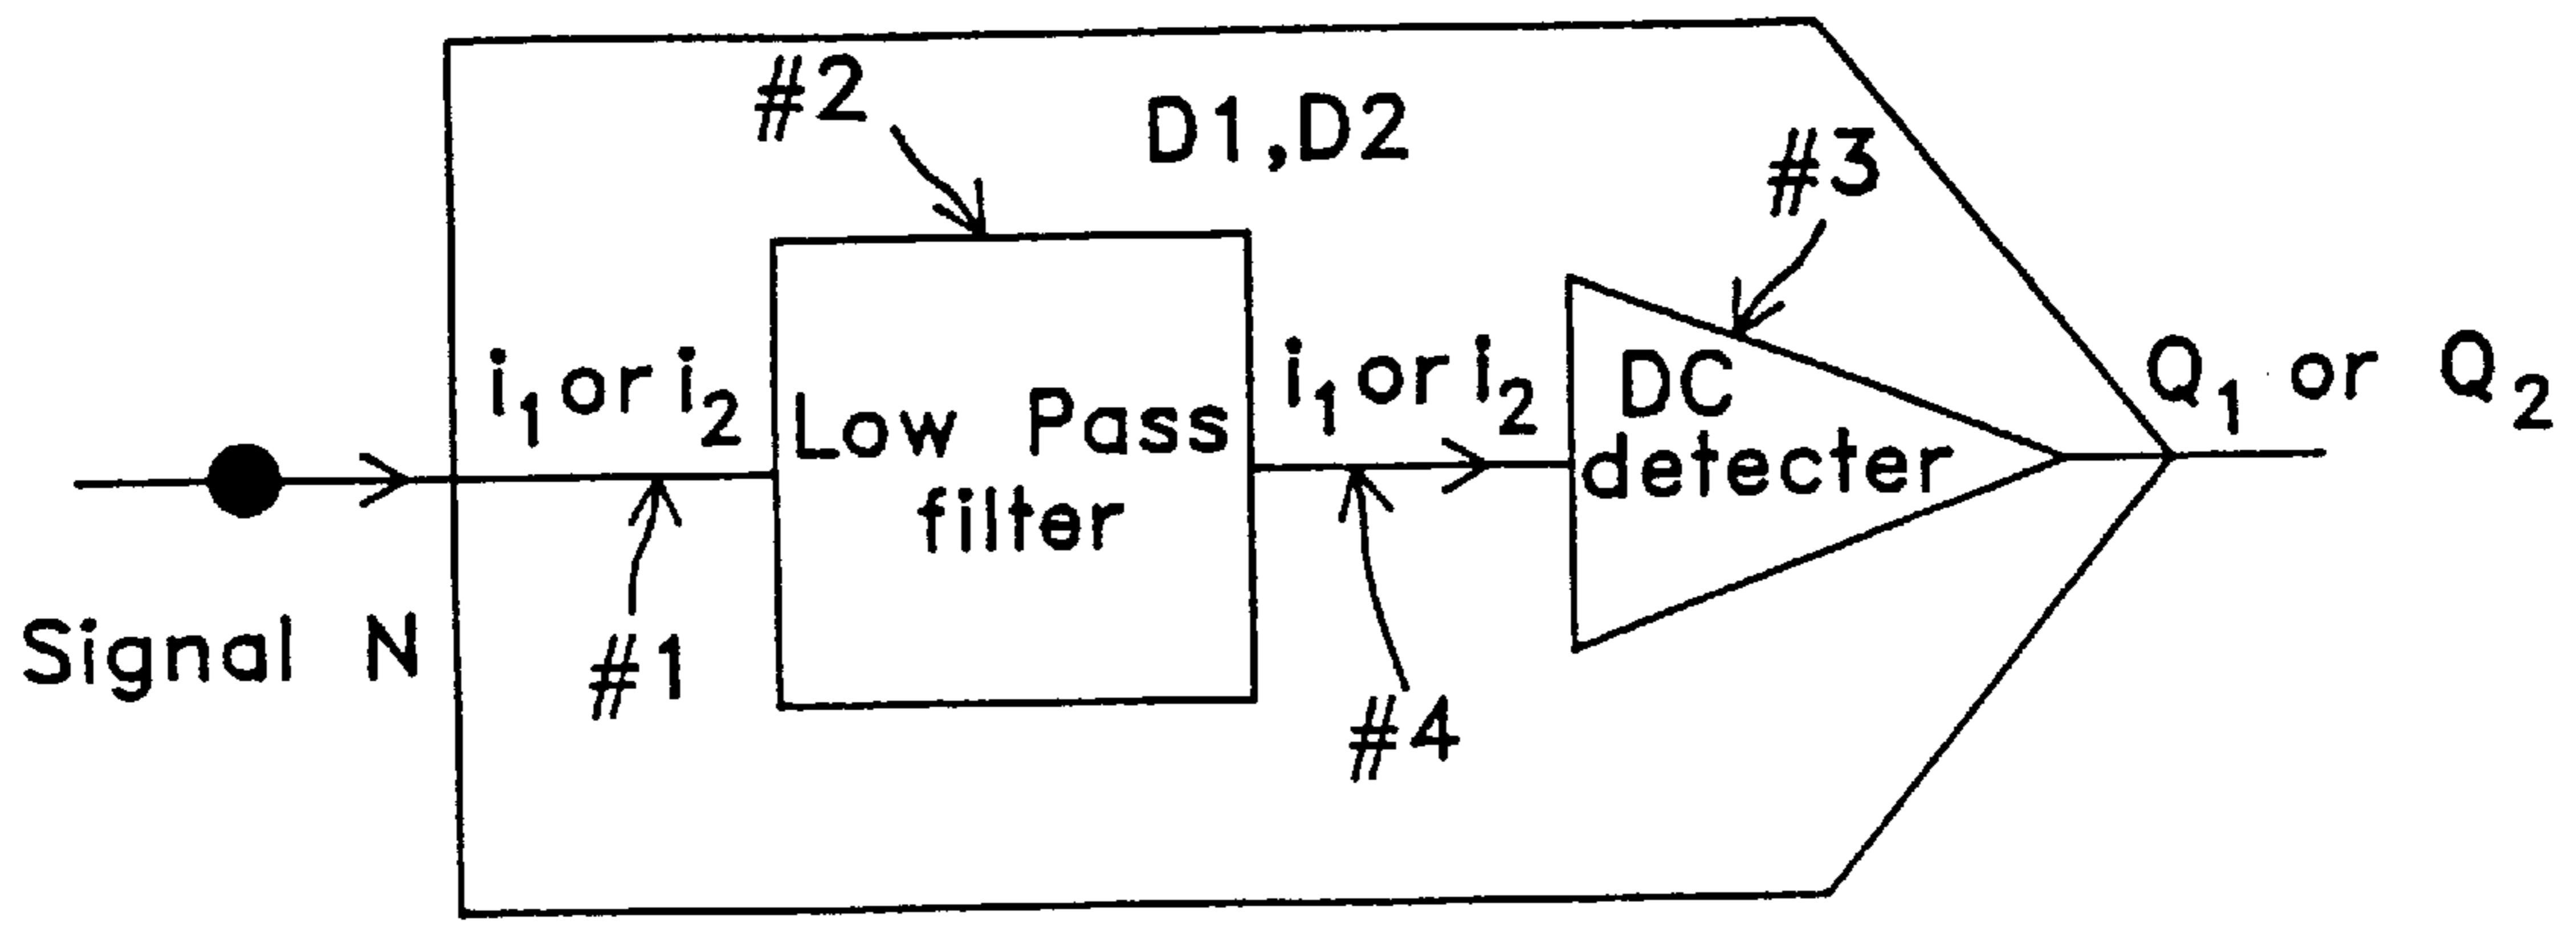 #2
D1,D2
#3
i1 or i2
Low Pass
filter
i1 or i2
DC
detecter
Q1 or Q2
Signal N
#1
#4